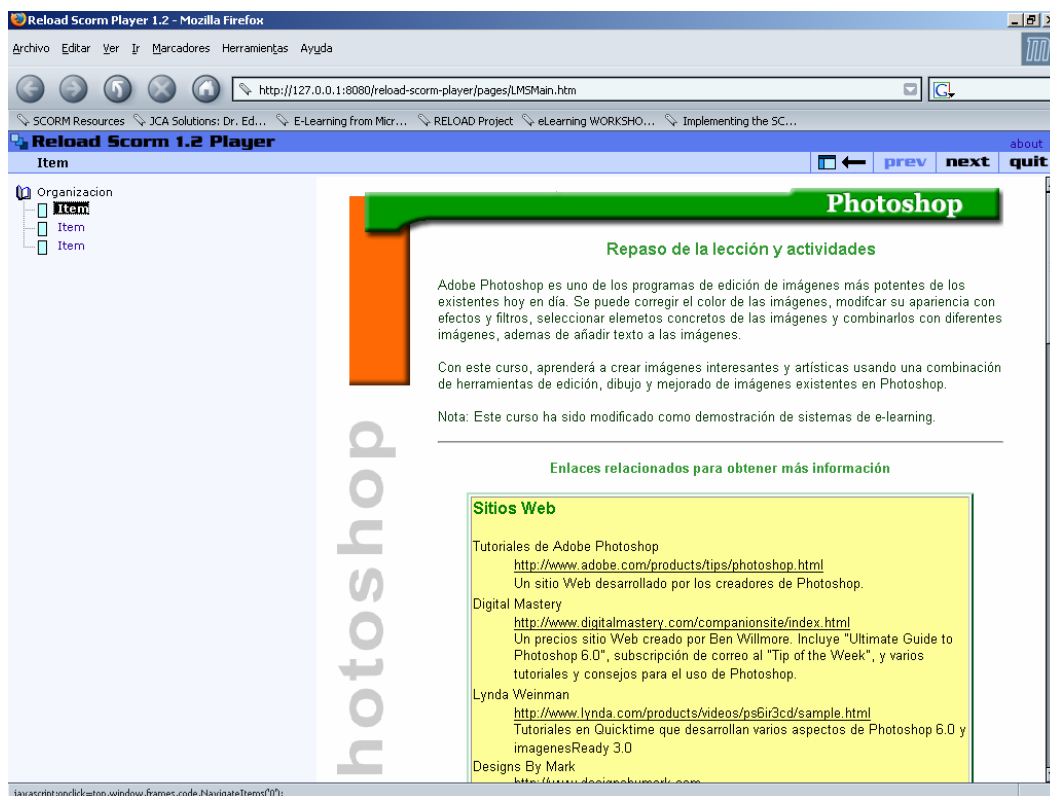 Reload Scorm Player 1.2 - Mozilla Firefox
Archivo Editar Ver Ir Marcadores Herramientas Ayuda
http://127.0.0.1:8080/reload-scorm-player/pages/LMSMain.htm
G
SCORM Resources JCA Solutions: Dr. Ed... E-Learning from Micr... RELOAD Project eLearning WORKSHO... Implementing the SC...
Reload Scorm 1.2 Player
about
Item
prev next quit
Organizacion
Item
Item
Item
Photoshop
hotoshop
Repaso de la lección y actividades
Adobe Photoshop es uno de los programas de edición de imágenes más potentes de los
existentes hoy en día. Se puede corregir el color de las imágenes, modifcar su apariencia con
efectos y filtros, seleccionar elemetos concretos de las imágenes y combinarlos con diferentes
imágenes, ademas de añadir texto a las imágenes.
Con este curso, aprenderá a crear imágenes interesantes y artísticas usando una combinación
de herramientas de edición, dibujo y mejorado de imágenes existentes en Photoshop.
Nota: Este curso ha sido modificado como demostración de sistemas de e-learning.
Enlaces relacionados para obtener más información
Sitios Web
Tutoriales de Adobe Photoshop
http://www.adobe.com/products/tips/photoshop.html
Un sitio Web desarrollado por los creadores de Photoshop.
Digital Mastery
http://www.digitalmastery.com/companionsite/index.html
Un precios sitio Web creado por Ben Willmore. Incluye "Ultimate Guide to
Photoshop 6.0", subscripción de correo al "Tip of the Week", y varios
tutoriales y consejos para el uso de Photoshop.
Lynda Weinman
http://www.lynda.com/products/videos/ps6ir3cd/sample.html
Tutoriales en Quicktime que desarrollan varios aspectos de Photoshop 6.0 y
imagenesReady 3.0
Designs By Mark
http://www.designsbymark.com
javascript:onclick=top.window.frames.code.NavigateItems('0');